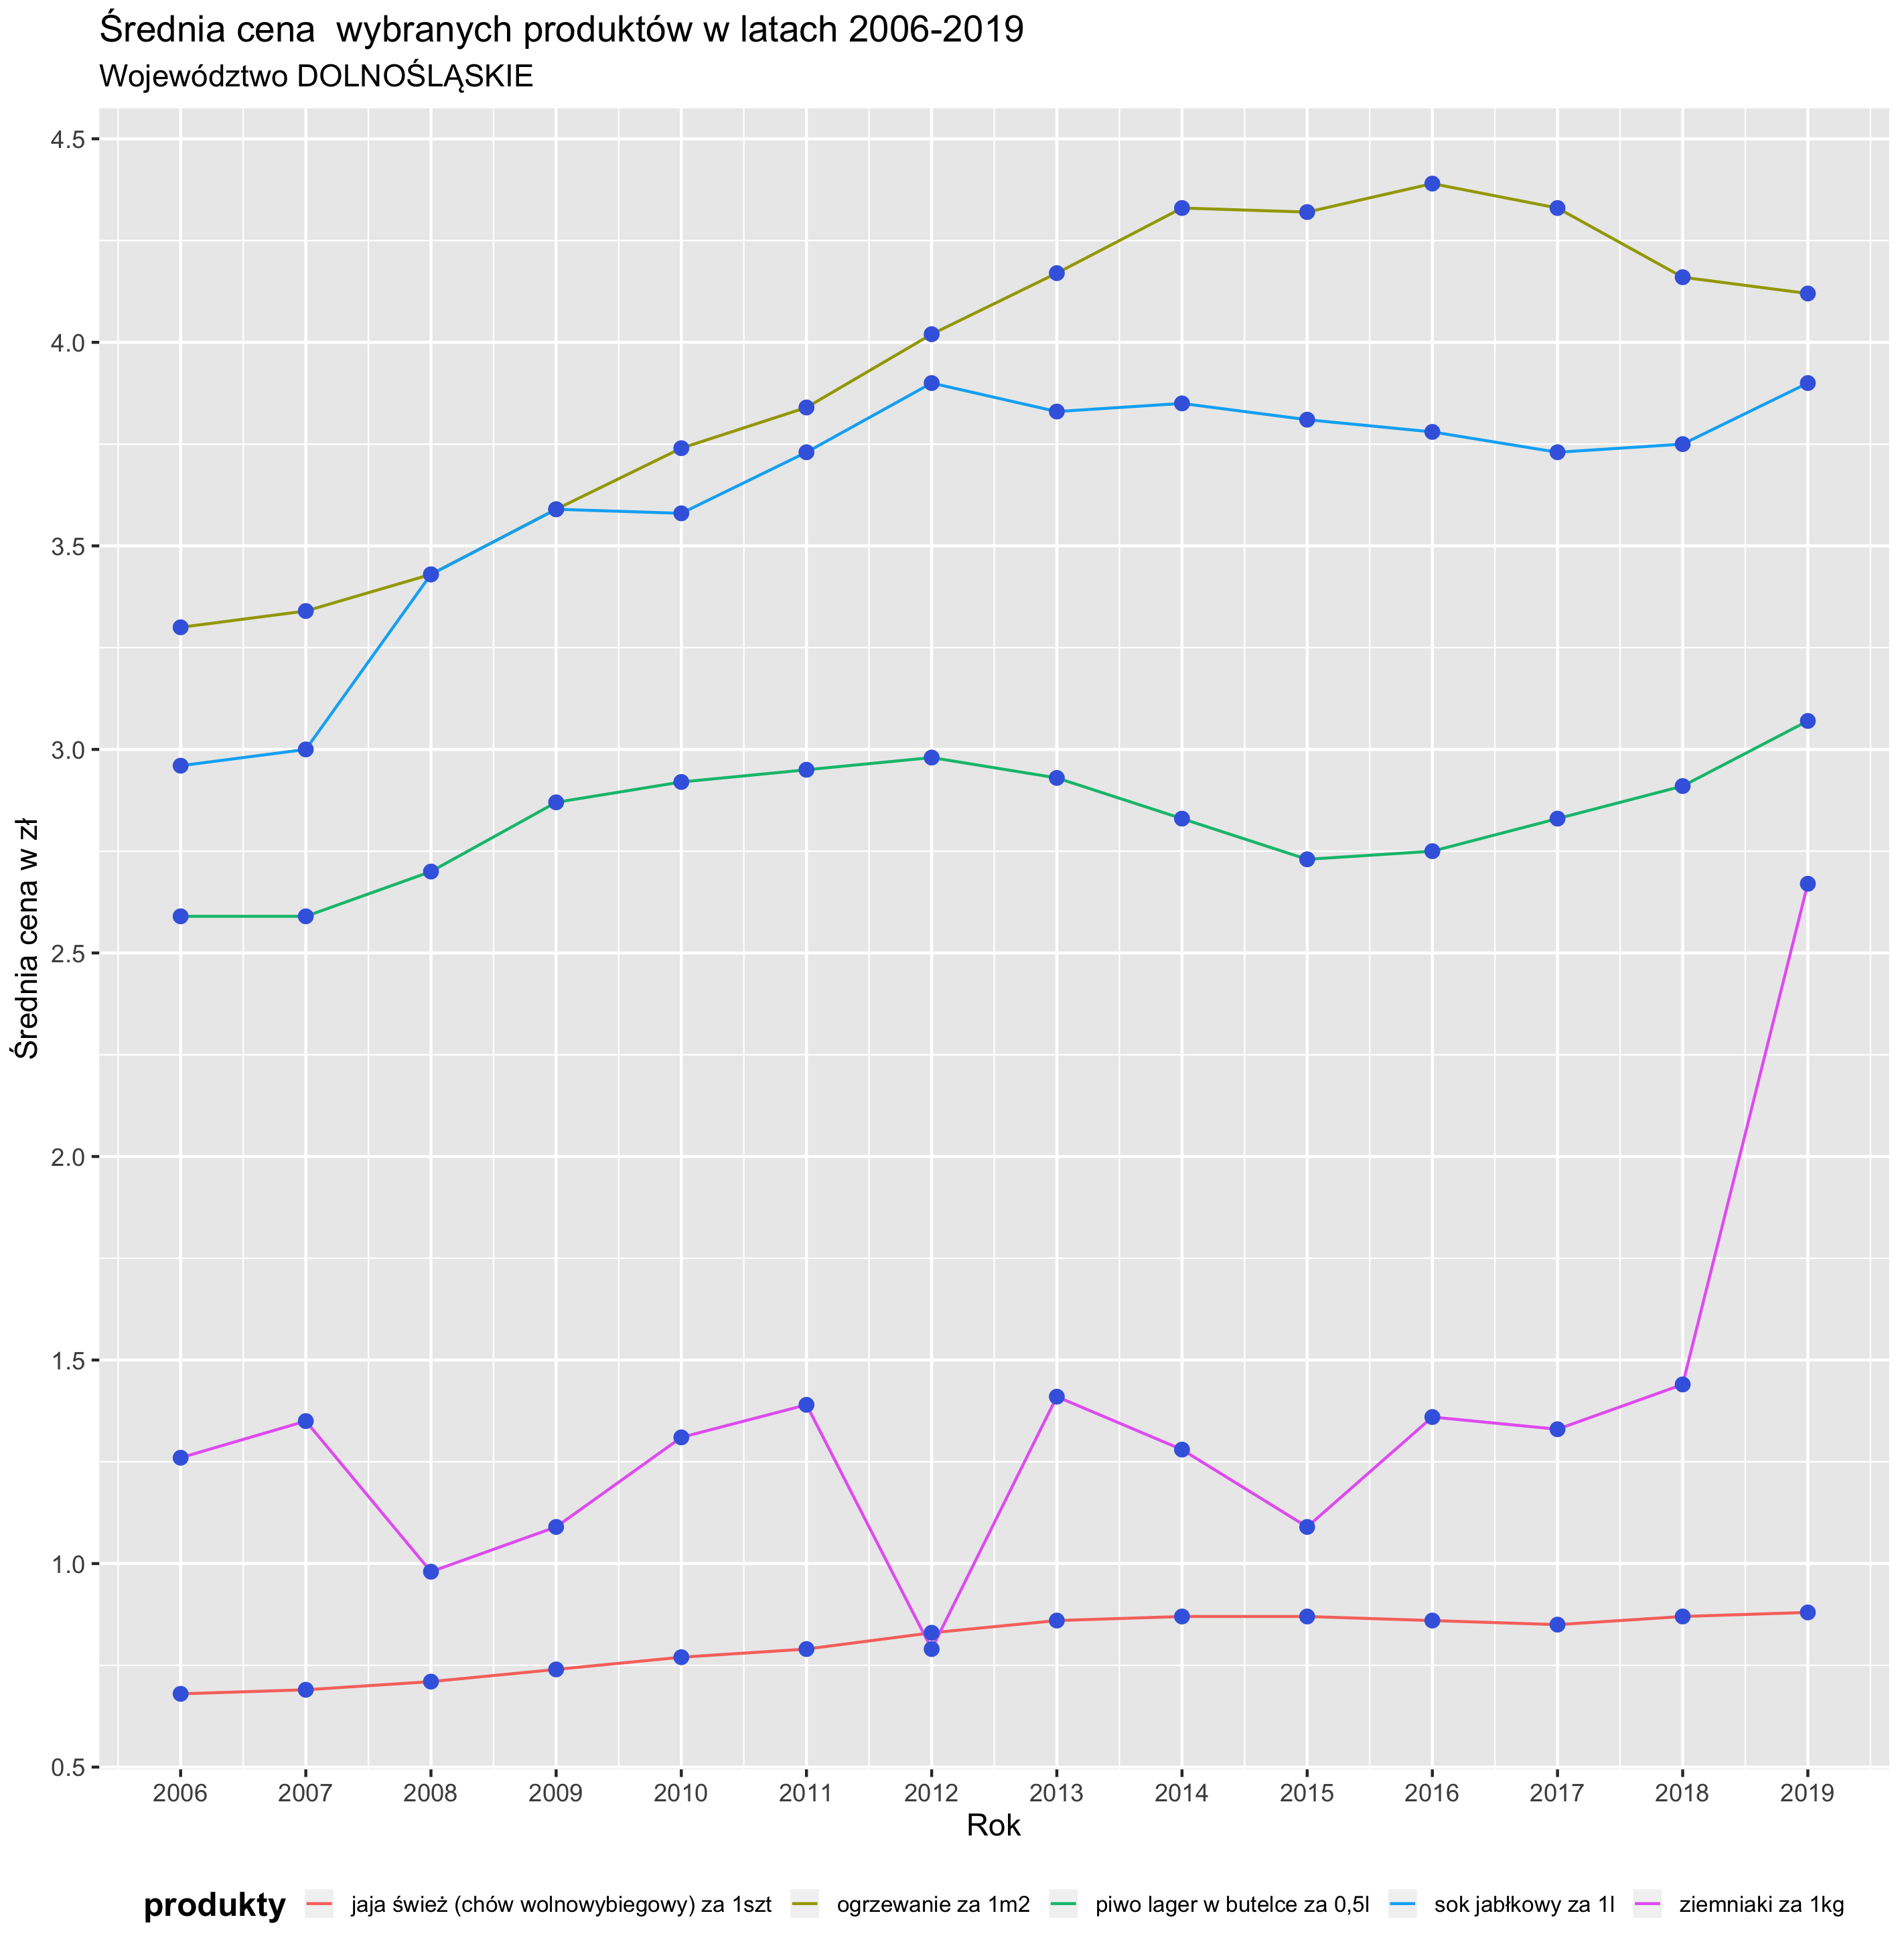 Średnia cena  wybranych produktów w latach 2006-2019
Województwo DOLNOŚLĄSKIE
Średnia cena w zł
4.5
4.0
3.5
3.0
2.5
2.0
1.5
1.0
0.5
2006 2007 2008 2009 2010 2011 2012 2013 2014 2015 2016 2017 2018 2019
Rok
produkty jaja śwież (chów wolnowybiegowy) za 1szt ogrzewanie za 1m2 piwo lager w butelce za 0,5l sok jabłkowy za 1l ziemniaki za 1kg